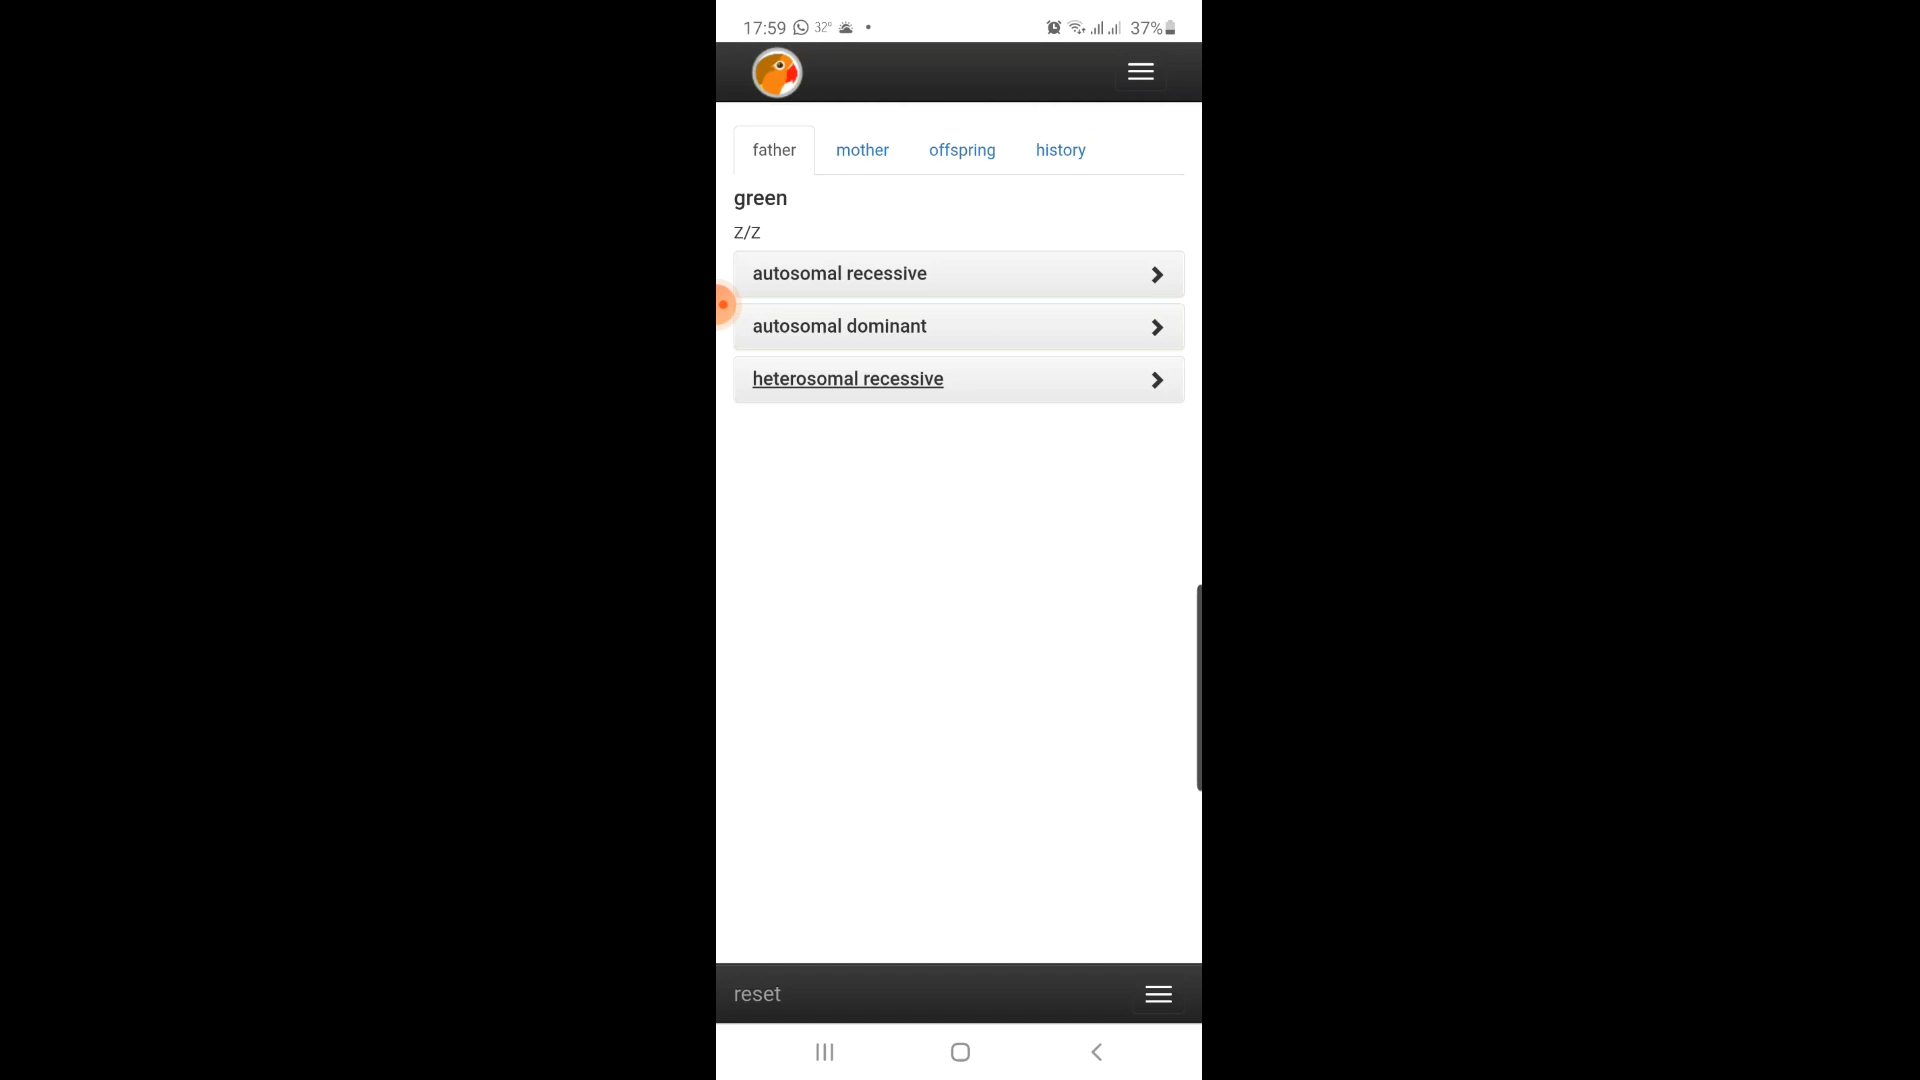 17:59 32° 37%
father mother offspring history
green
Z/Z
autosomal recessive
autosomal dominant
heterosomal recessive
reset